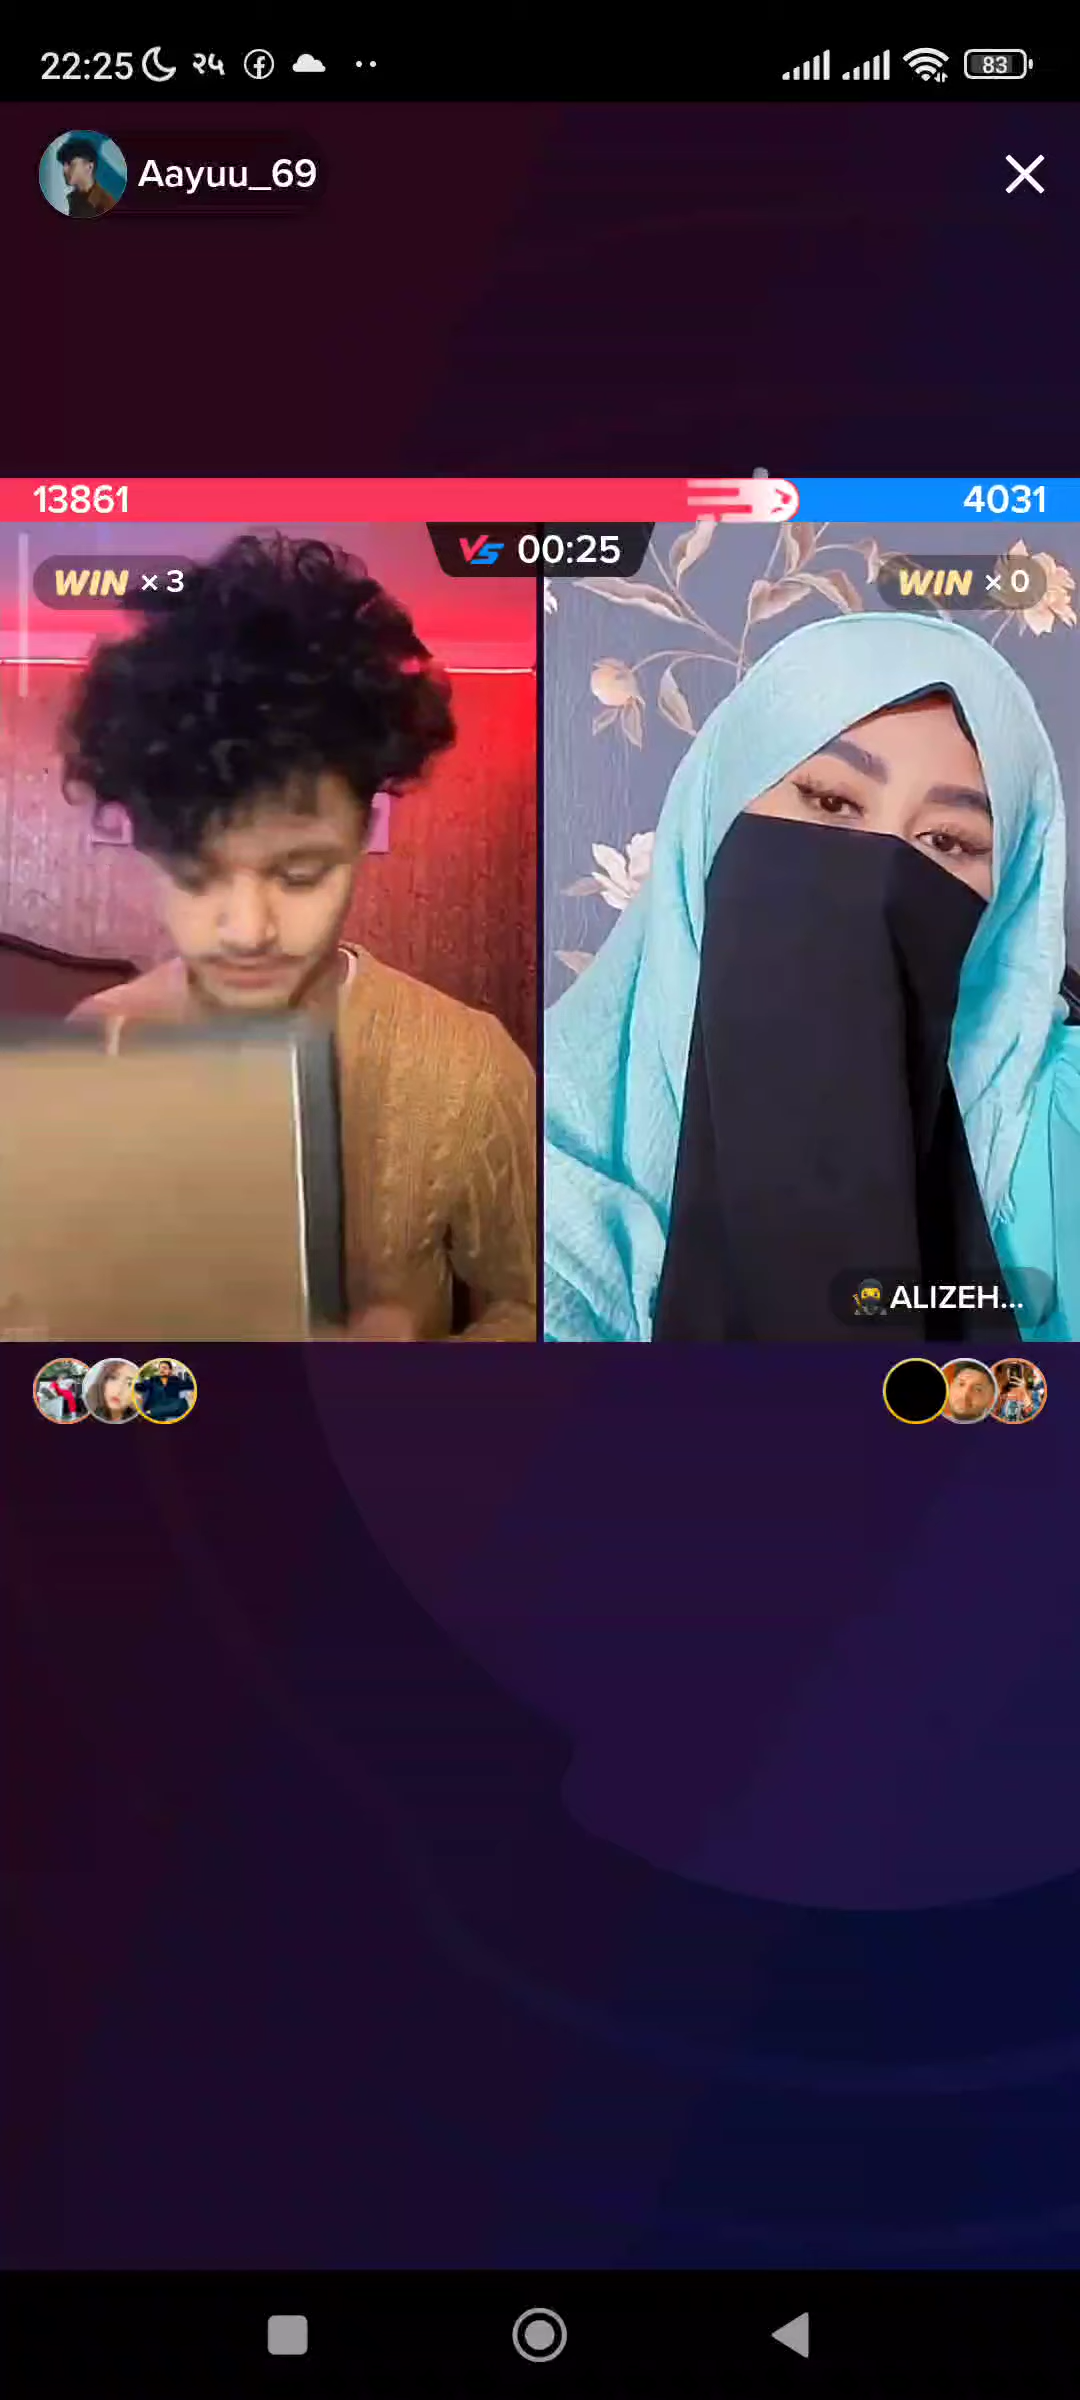 22:25 २५ 83
Aayuu_69
13861 4031
VS 00:25
WIN × 3 WIN × 0
ALIZEH...